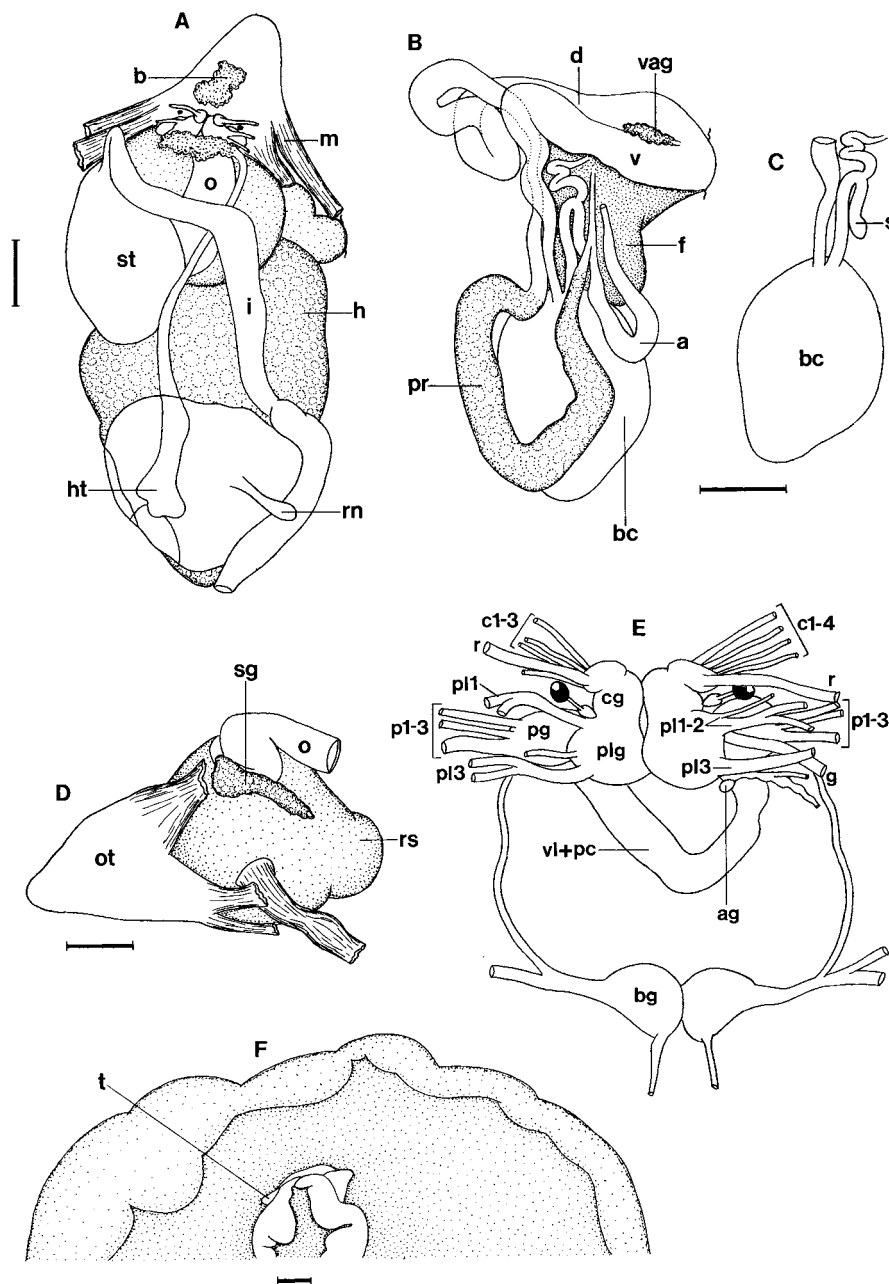 A
b
m
o
st
i
h
ht
rn
B
d
vag
v
f
a
pr
bc
C
s
bc
D
sg
o
ot
rs
E
c1-3
c1-4
r
r
cg
pl1
pl1-2
p1-3
p1-3
pg
plg
pl3
pl3
g
vl+pc
ag
bg
F
t